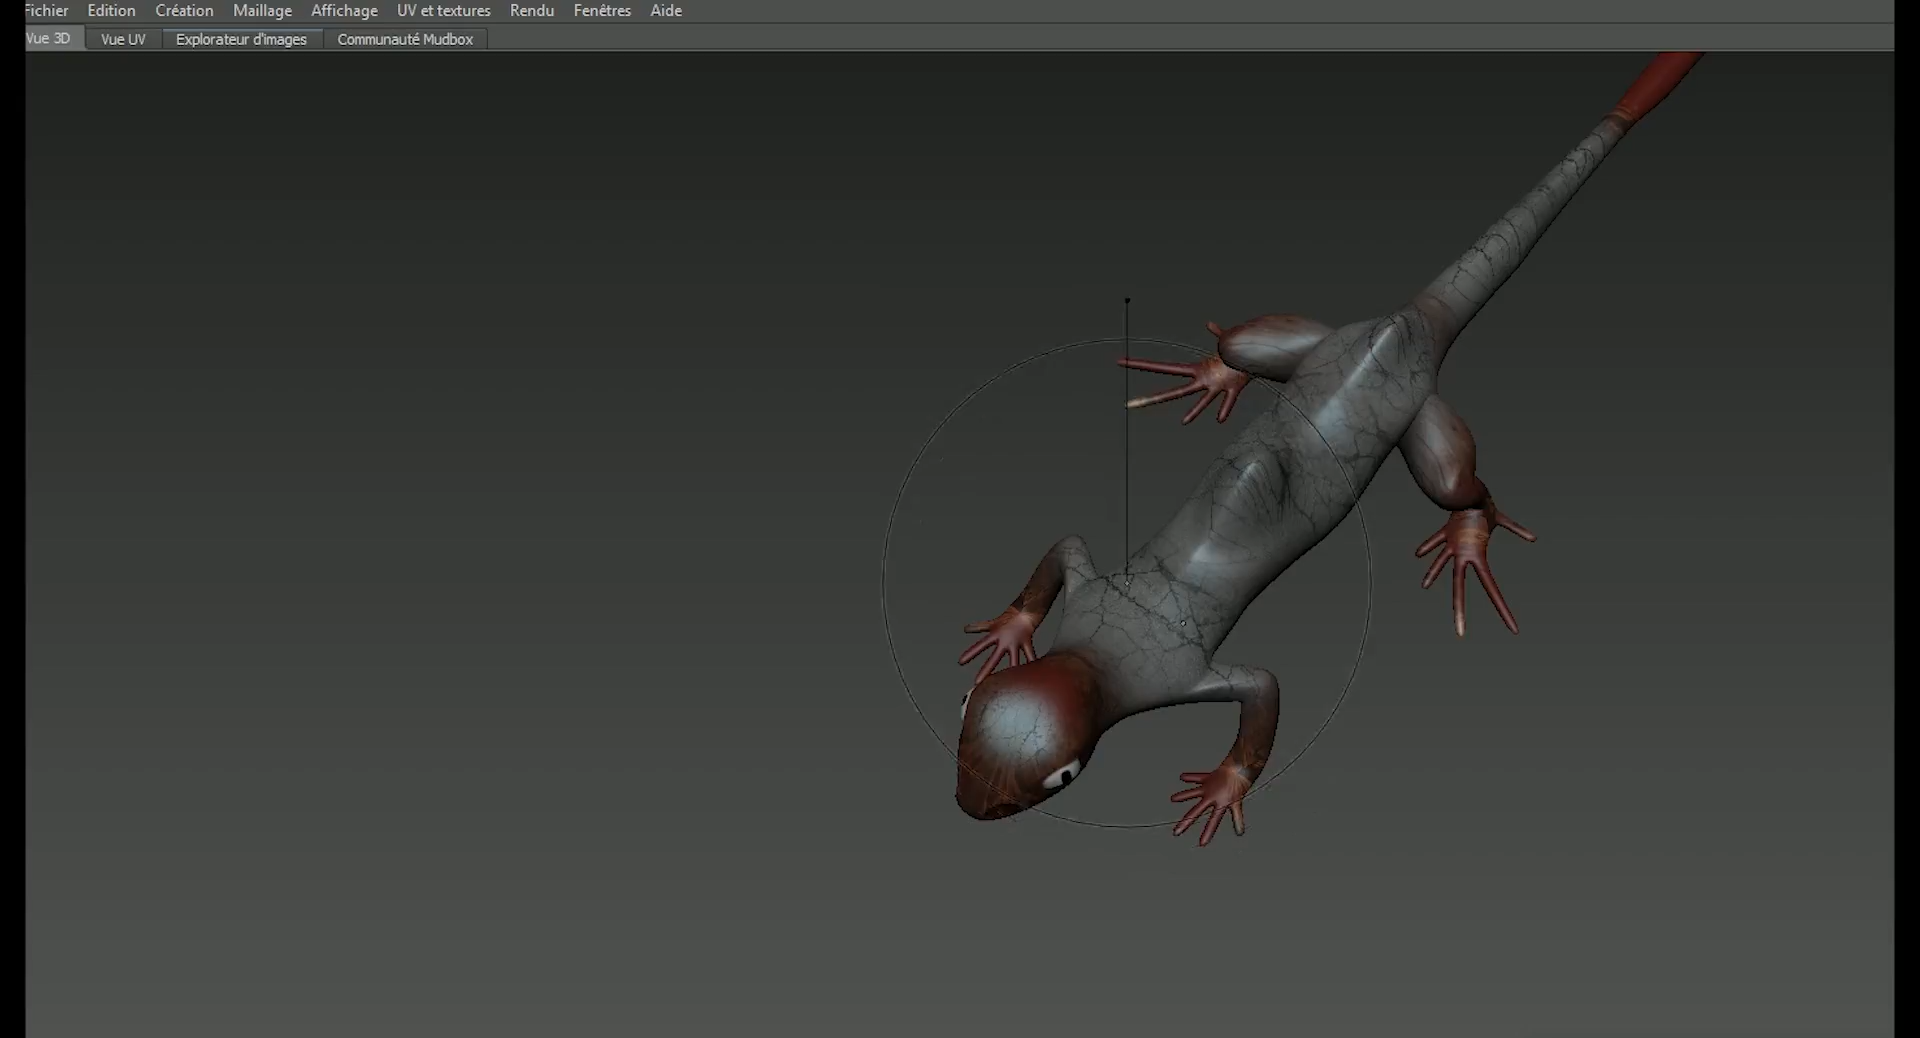 Fichier Edition Création Maillage Affichage UV et textures Rendu Fenêtres Aide
Vue 3D Vue UV Explorateur d'images Communauté Mudbox